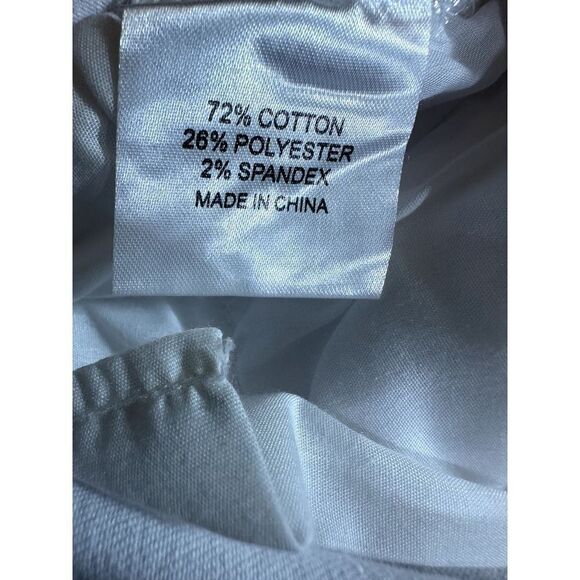 72% COTTON
26% POLYESTER
2% SPANDEX
MADE IN CHINA